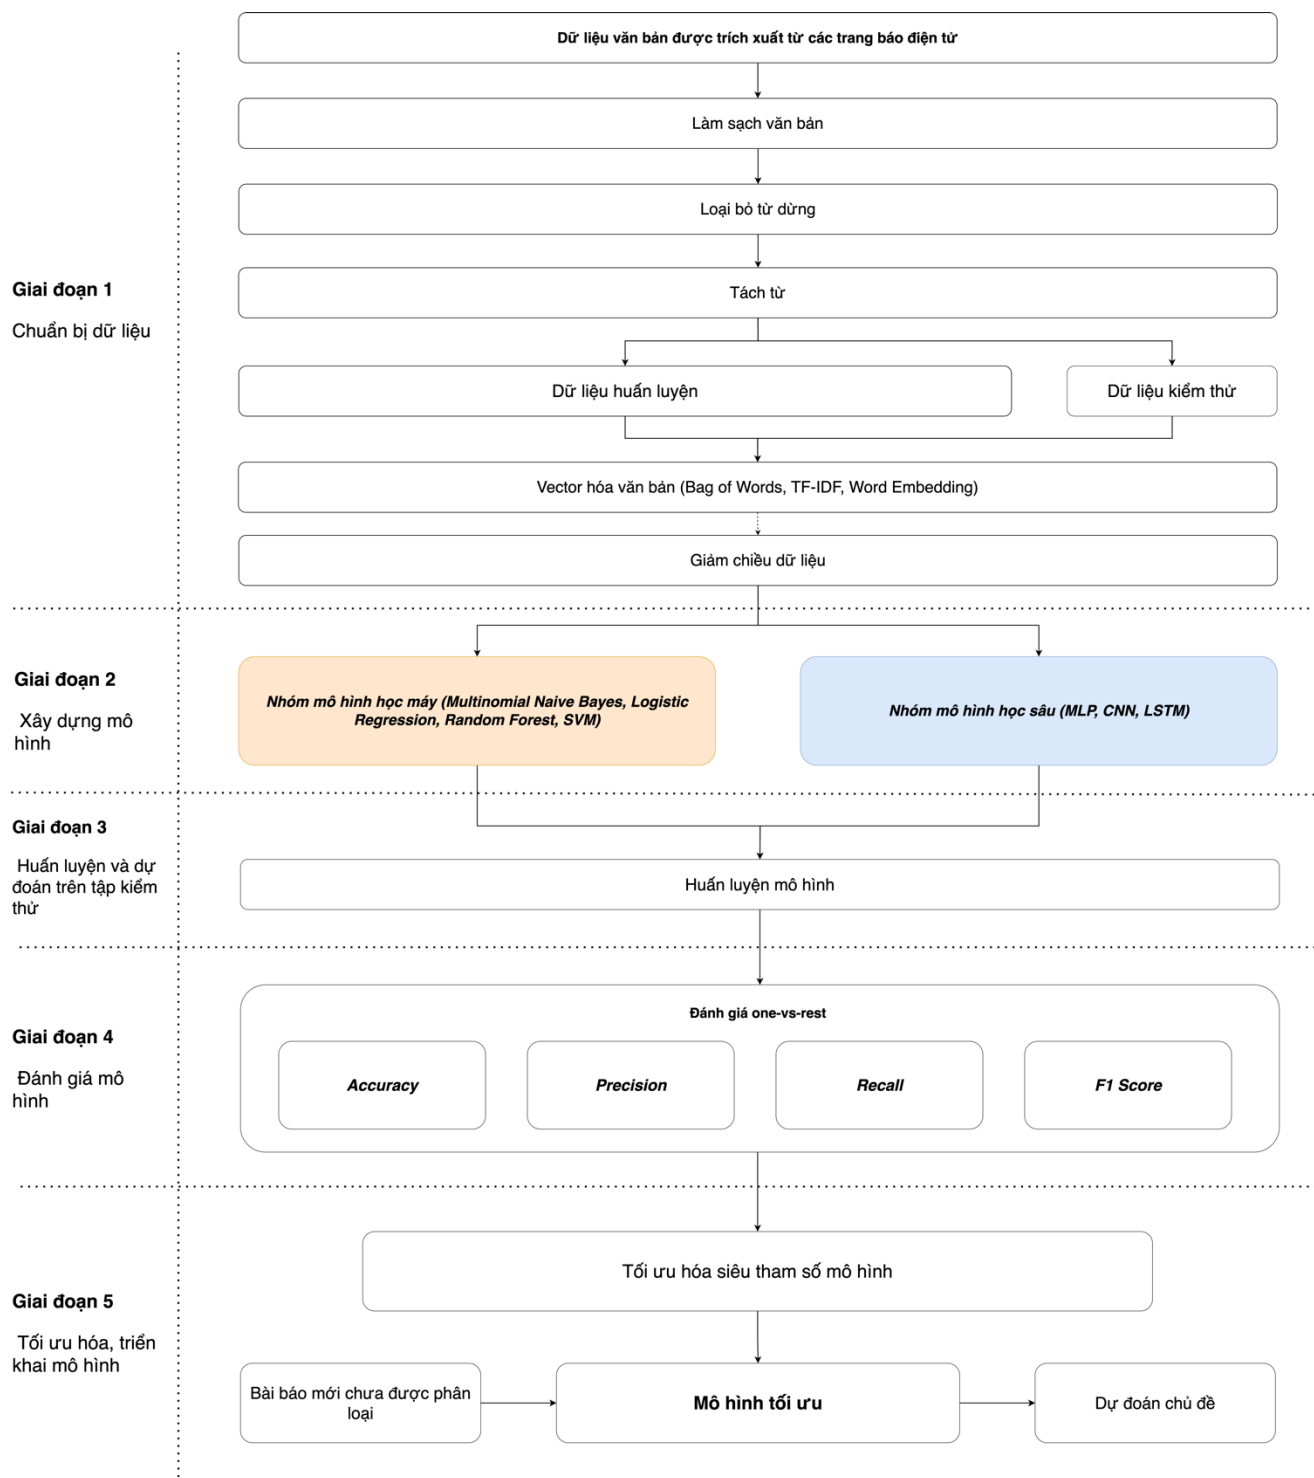 Dữ liệu văn bản được trích xuất từ các trang báo điện tử
Làm sạch văn bản
Loại bỏ từ dừng
Giai đoạn 1
Chuẩn bị dữ liệu
Tách từ
Dữ liệu huấn luyện
Dữ liệu kiểm thử
Vector hóa văn bản (Bag of Words, TF-IDF, Word Embedding)
Giảm chiều dữ liệu
Giai đoạn 2
Xây dựng mô
hình
Nhóm mô hình học máy (Multinomial Naive Bayes, Logistic
Regression, Random Forest, SVM)
Nhóm mô hình học sâu (MLP, CNN, LSTM)
Giai đoạn 3
Huấn luyện và dự
đoán trên tập kiểm
thử
Huấn luyện mô hình
Giai đoạn 4
Đánh giá mô
hình
Đánh giá one-vs-rest
Accuracy
Precision
Recall
F1 Score
Giai đoạn 5
Tối ưu hóa, triển
khai mô hình
Tối ưu hóa siêu tham số mô hình
Bài báo mới chưa được phân
loại
Mô hình tối ưu
Dự đoán chủ đề